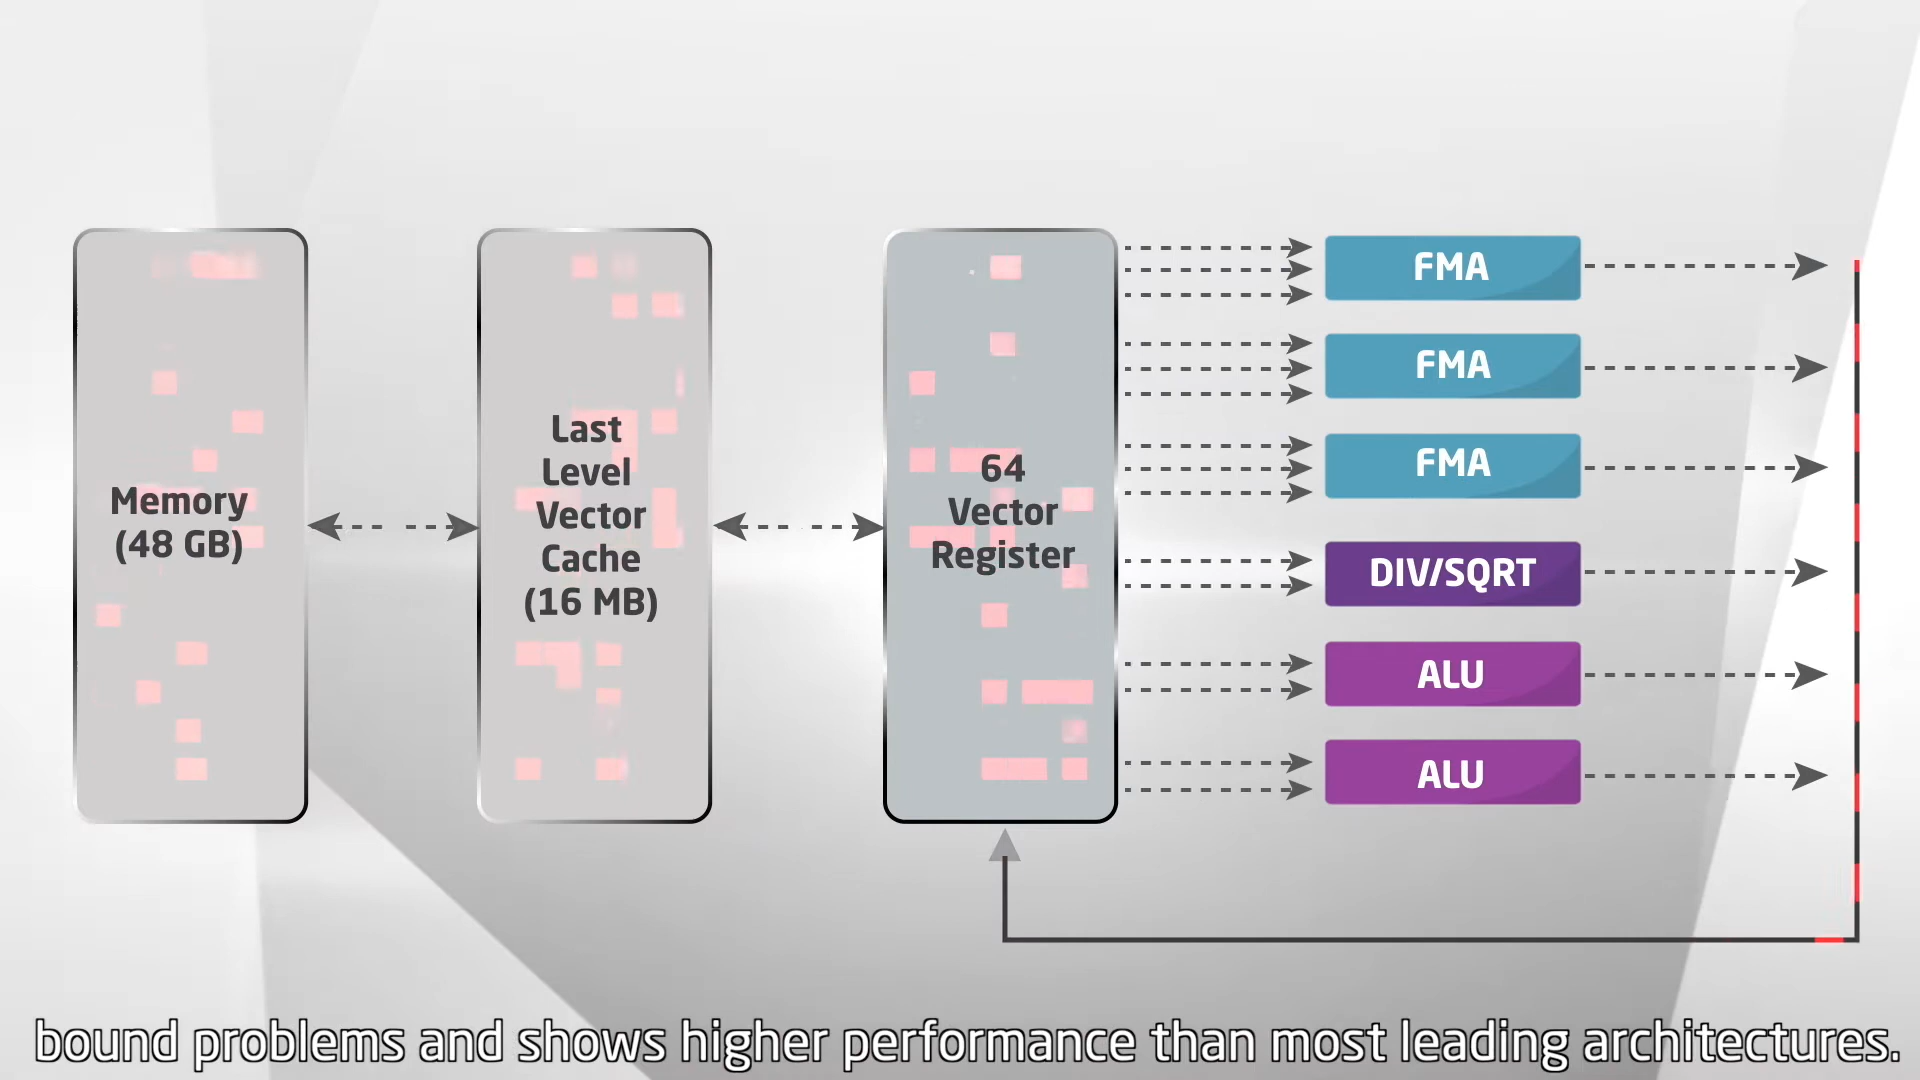 Memory
(48 GB)
Last
Level
Vector
Cache
(16 MB)
64
Vector
Register
FMA
FMA
FMA
DIV/SQRT
ALU
ALU
bound problems and shows higher performance than most leading architectures.